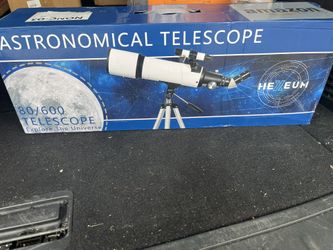 ASTRONOMICAL TELESCOPE
HEXEUM
80/600
TELESCOPE
Explore The Universe